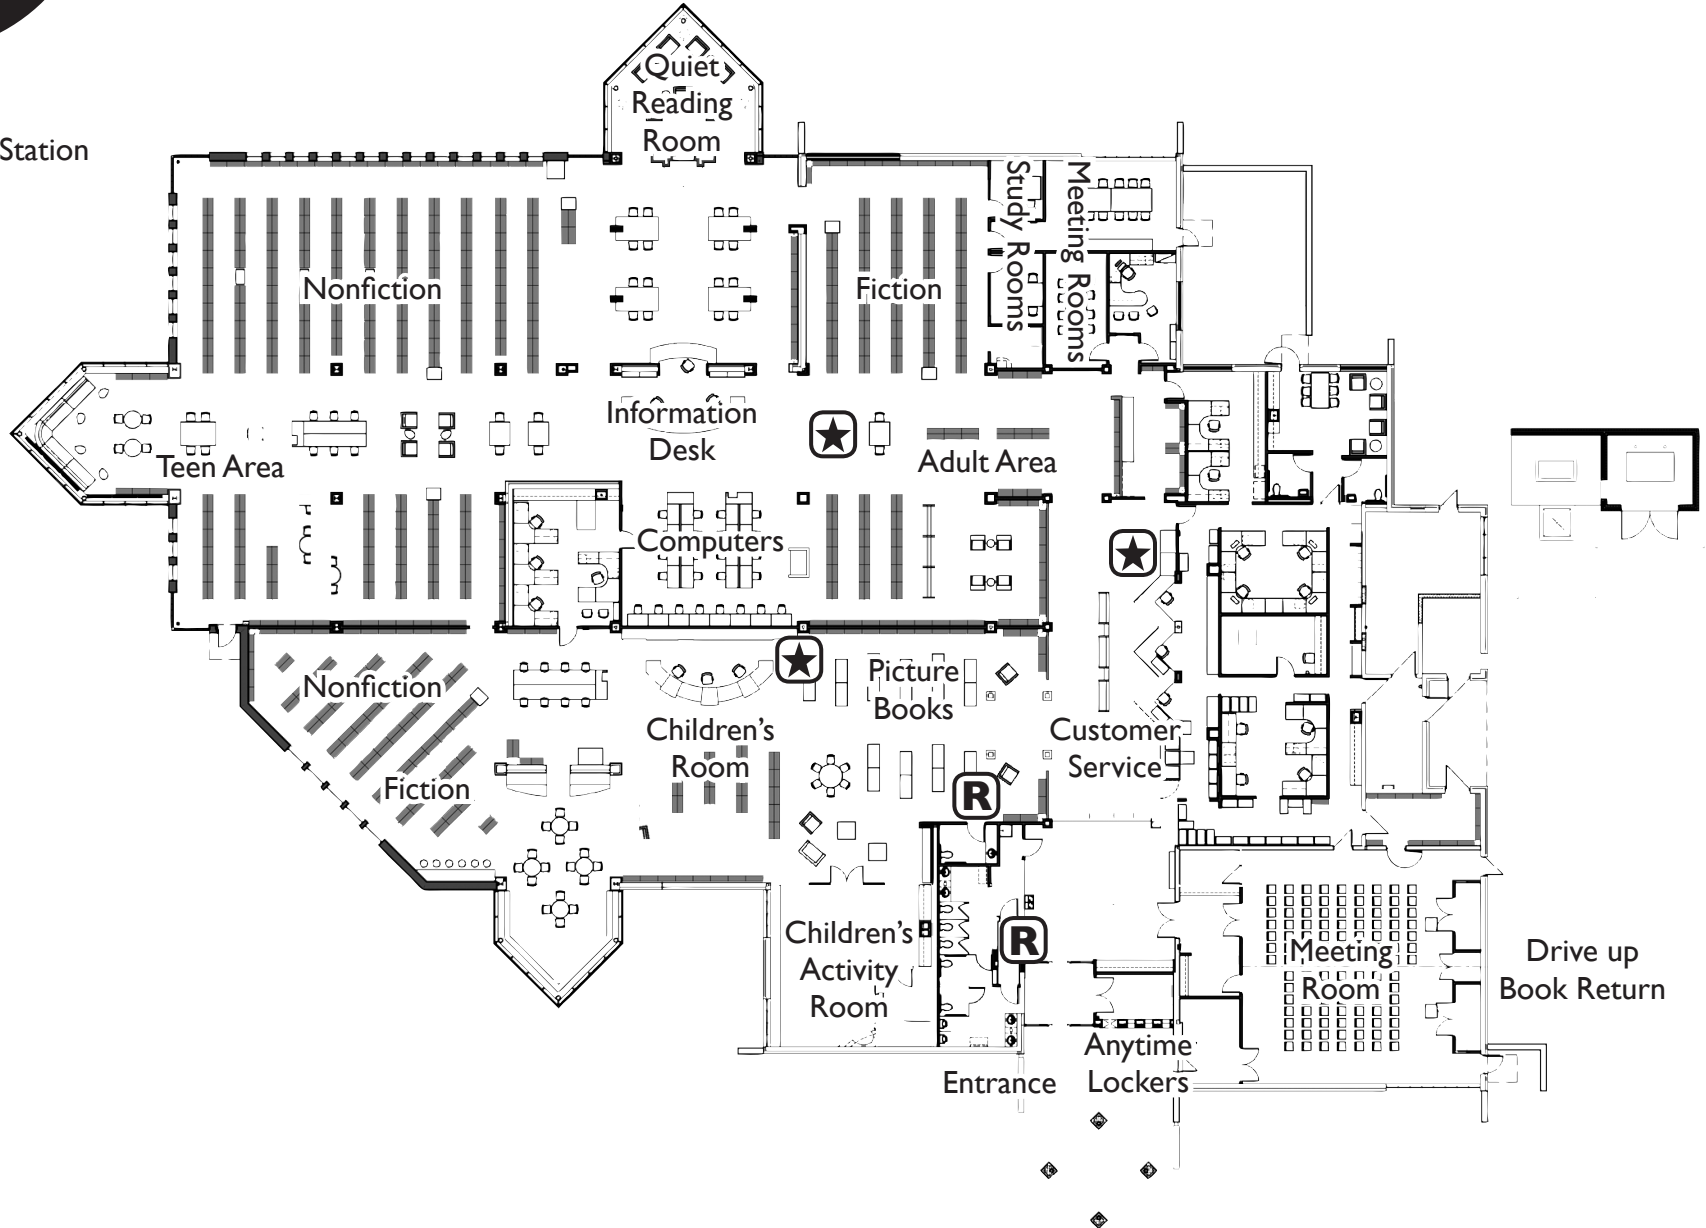 Quiet
Reading
Room
Station
Study Rooms
Meeting Rooms
Nonfiction
Fiction
Information
Desk
Teen Area
Adult Area
Computers
Nonfiction
Picture
Books
Children's
Room
Customer
Service
Fiction
R
R
Children's
Activity
Room
Meeting
Room
Drive up
Book Return
Anytime
Lockers
Entrance